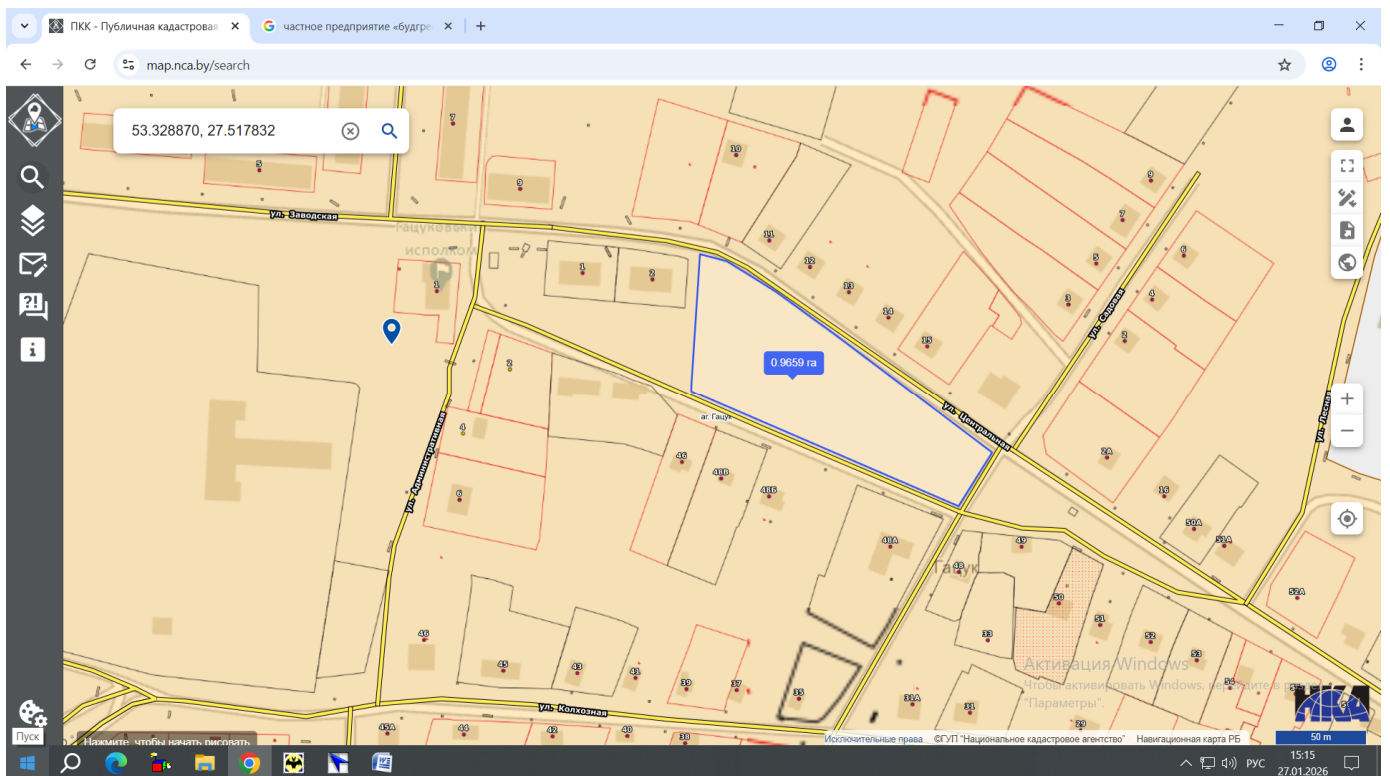 ПКК - Публичная кадастровая
частное предприятие «будгре
map.nca.by/search
53.328870, 27.517832
7
5
9
10
9
ул. Заводская
Гацуковский
исполком
1
1
2
11
12
13
14
15
7
5
3
6
4
2
ул. Садовая
0.9659 га
ул. Центральная
ул. Лесная
аг. Гацук
ул. Административная
2
4
6
46
48В
48Б
48А
2А
16
50А
51А
52А
49
48
Гацук
50
51
52
53
54
33
31А
31
29
46
45
43
41
39
37
35
ул. Колхозная
45А
44
42
40
38
Активация Windows
Чтобы активировать Windows, перейдите в раздел
"Параметры".
Нажмите, чтобы начать рисовать
Исключительные права ©ГУП "Национальное кадастровое агентство" Навигационная карта РБ
50 m
Пуск
РУС
15:15
27.01.2026